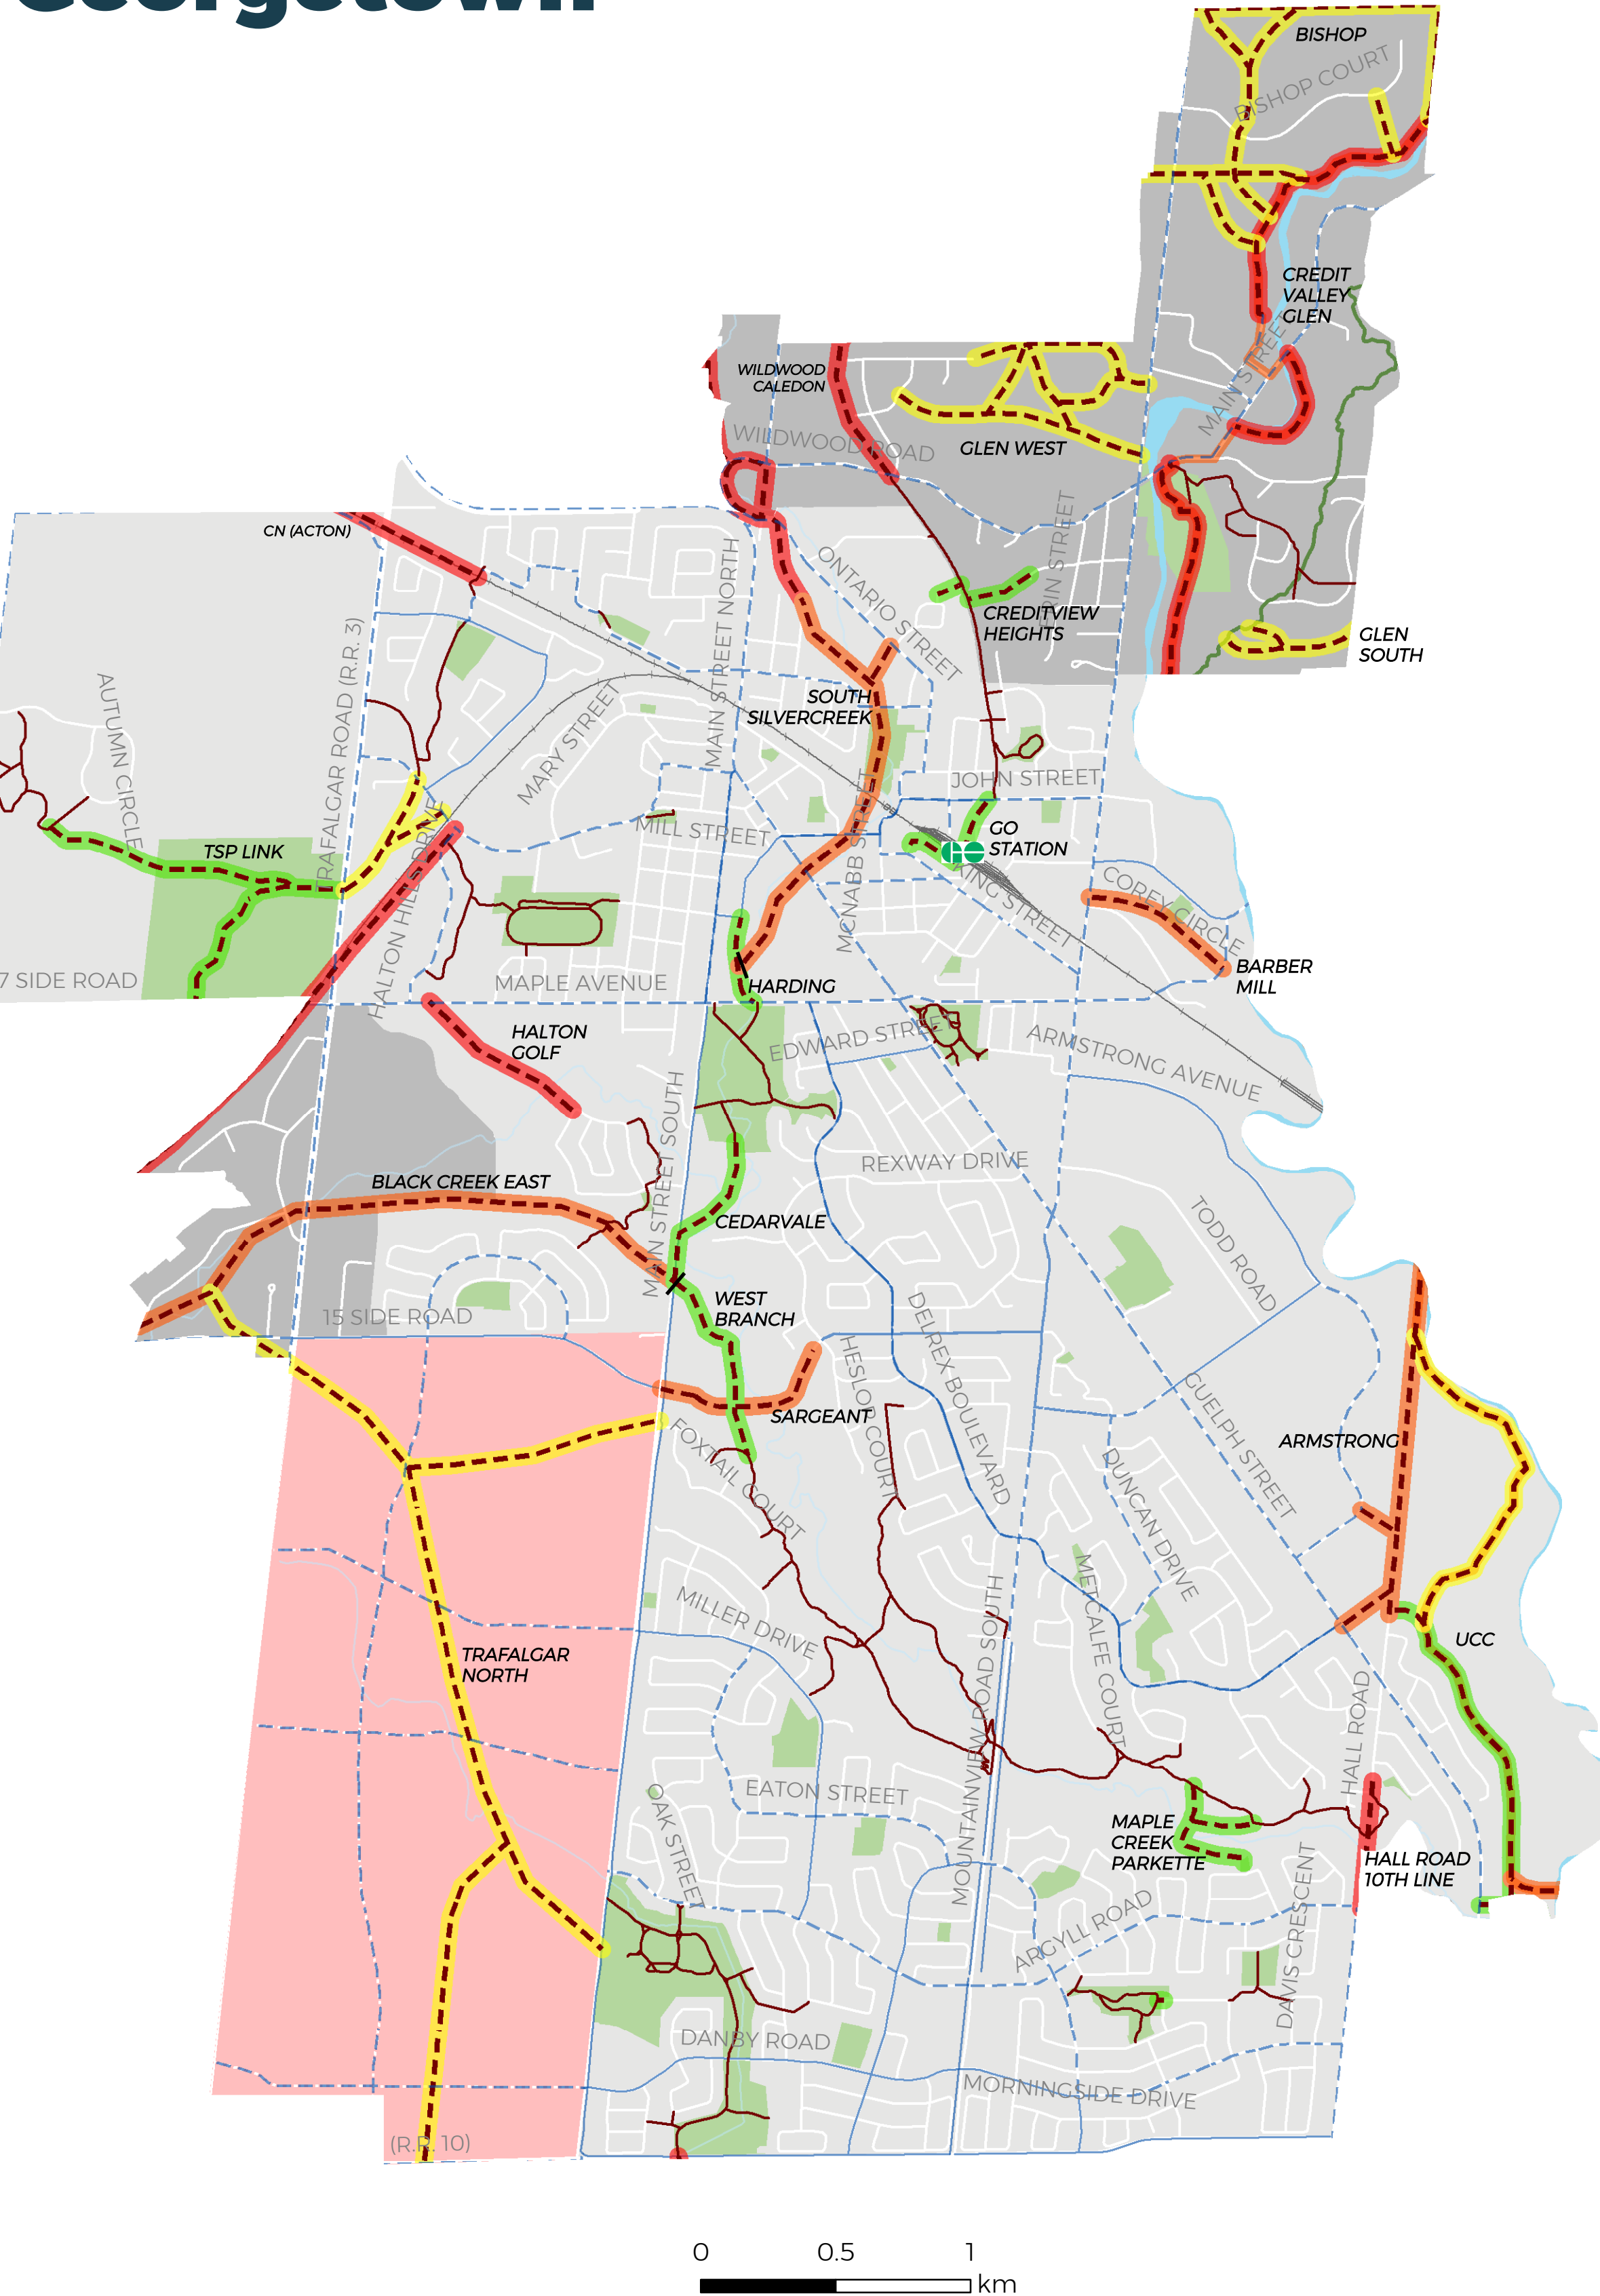 Georgetown
BISHOP
BISHOP COURT
CREDIT
VALLEY
GLEN
MAIN STREET
WILDWOOD
CALEDON
WILDWOOD ROAD
GLEN WEST
CN (ACTON)
ONTARIO STREET
ERIN STREET
CREDITVIEW
HEIGHTS
GLEN
SOUTH
AUTUMN CIRCLE
TRAFALGAR ROAD (R.R. 3)
MARY STREET
MAIN STREET NORTH
SOUTH
SILVERCREEK
JOHN STREET
MILL STREET
MCNABB STREET
GO
STATION
KING STREET
COREY CIRCLE
TSP LINK
HALTON HILLS DRIVE
BARBER
MILL
7 SIDE ROAD
MAPLE AVENUE
HARDING
HALTON
GOLF
EDWARD STREET
ARMSTRONG AVENUE
MAIN STREET SOUTH
REXWAY DRIVE
BLACK CREEK EAST
CEDARVALE
TODD ROAD
15 SIDE ROAD
WEST
BRANCH
DELREX BOULEVARD
HESLOP COURT
SARGEANT
FOXTAIL COURT
GUELPH STREET
ARMSTRONG
DUNCAN DRIVE
METCALFE COURT
MILLER DRIVE
TRAFALGAR
NORTH
UCC
MOUNTAINVIEW ROAD SOUTH
HALL ROAD
EATON STREET
OAK STREET
MAPLE
CREEK
PARKETTE
HALL ROAD
10TH LINE
ARGYLL ROAD
DAVIS CRESCENT
DANBY ROAD
MORNINGSIDE DRIVE
(R.R. 10)
0 0.5 1
km